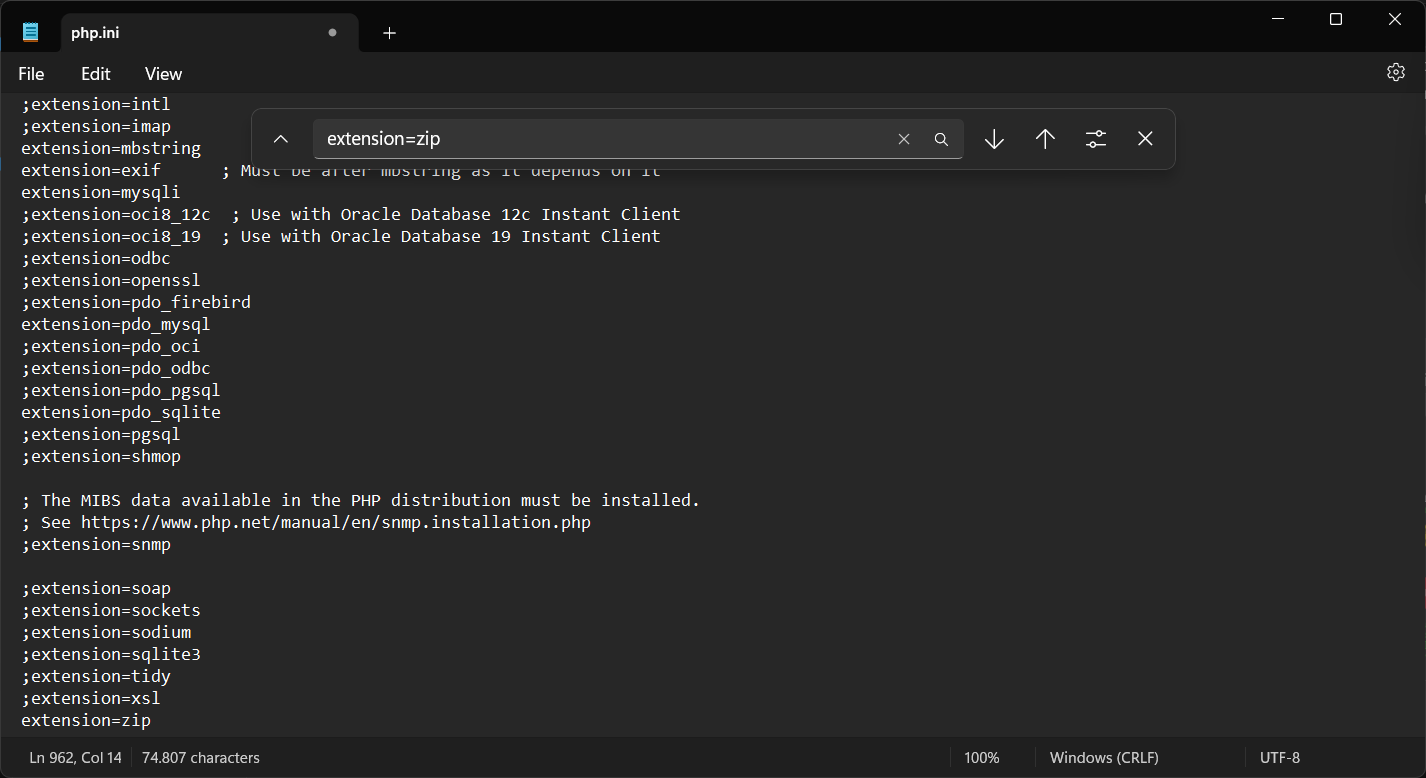 php.ini
File Edit View
;extension=intl
extension=zip
;extension=imap
extension=mbstring
extension=exif ; Must be after mbstring as it depends on it
extension=mysqli
;extension=oci8_12c ; Use with Oracle Database 12c Instant Client
;extension=oci8_19 ; Use with Oracle Database 19 Instant Client
;extension=odbc
;extension=openssl
;extension=pdo_firebird
extension=pdo_mysql
;extension=pdo_oci
;extension=pdo_odbc
;extension=pdo_pgsql
extension=pdo_sqlite
;extension=pgsql
;extension=shmop
; The MIBS data available in the PHP distribution must be installed.
; See https://www.php.net/manual/en/snmp.installation.php
;extension=snmp
;extension=soap
;extension=sockets
;extension=sodium
;extension=sqlite3
;extension=tidy
;extension=xsl
extension=zip
Ln 962, Col 14 74.807 characters 100% Windows (CRLF) UTF-8